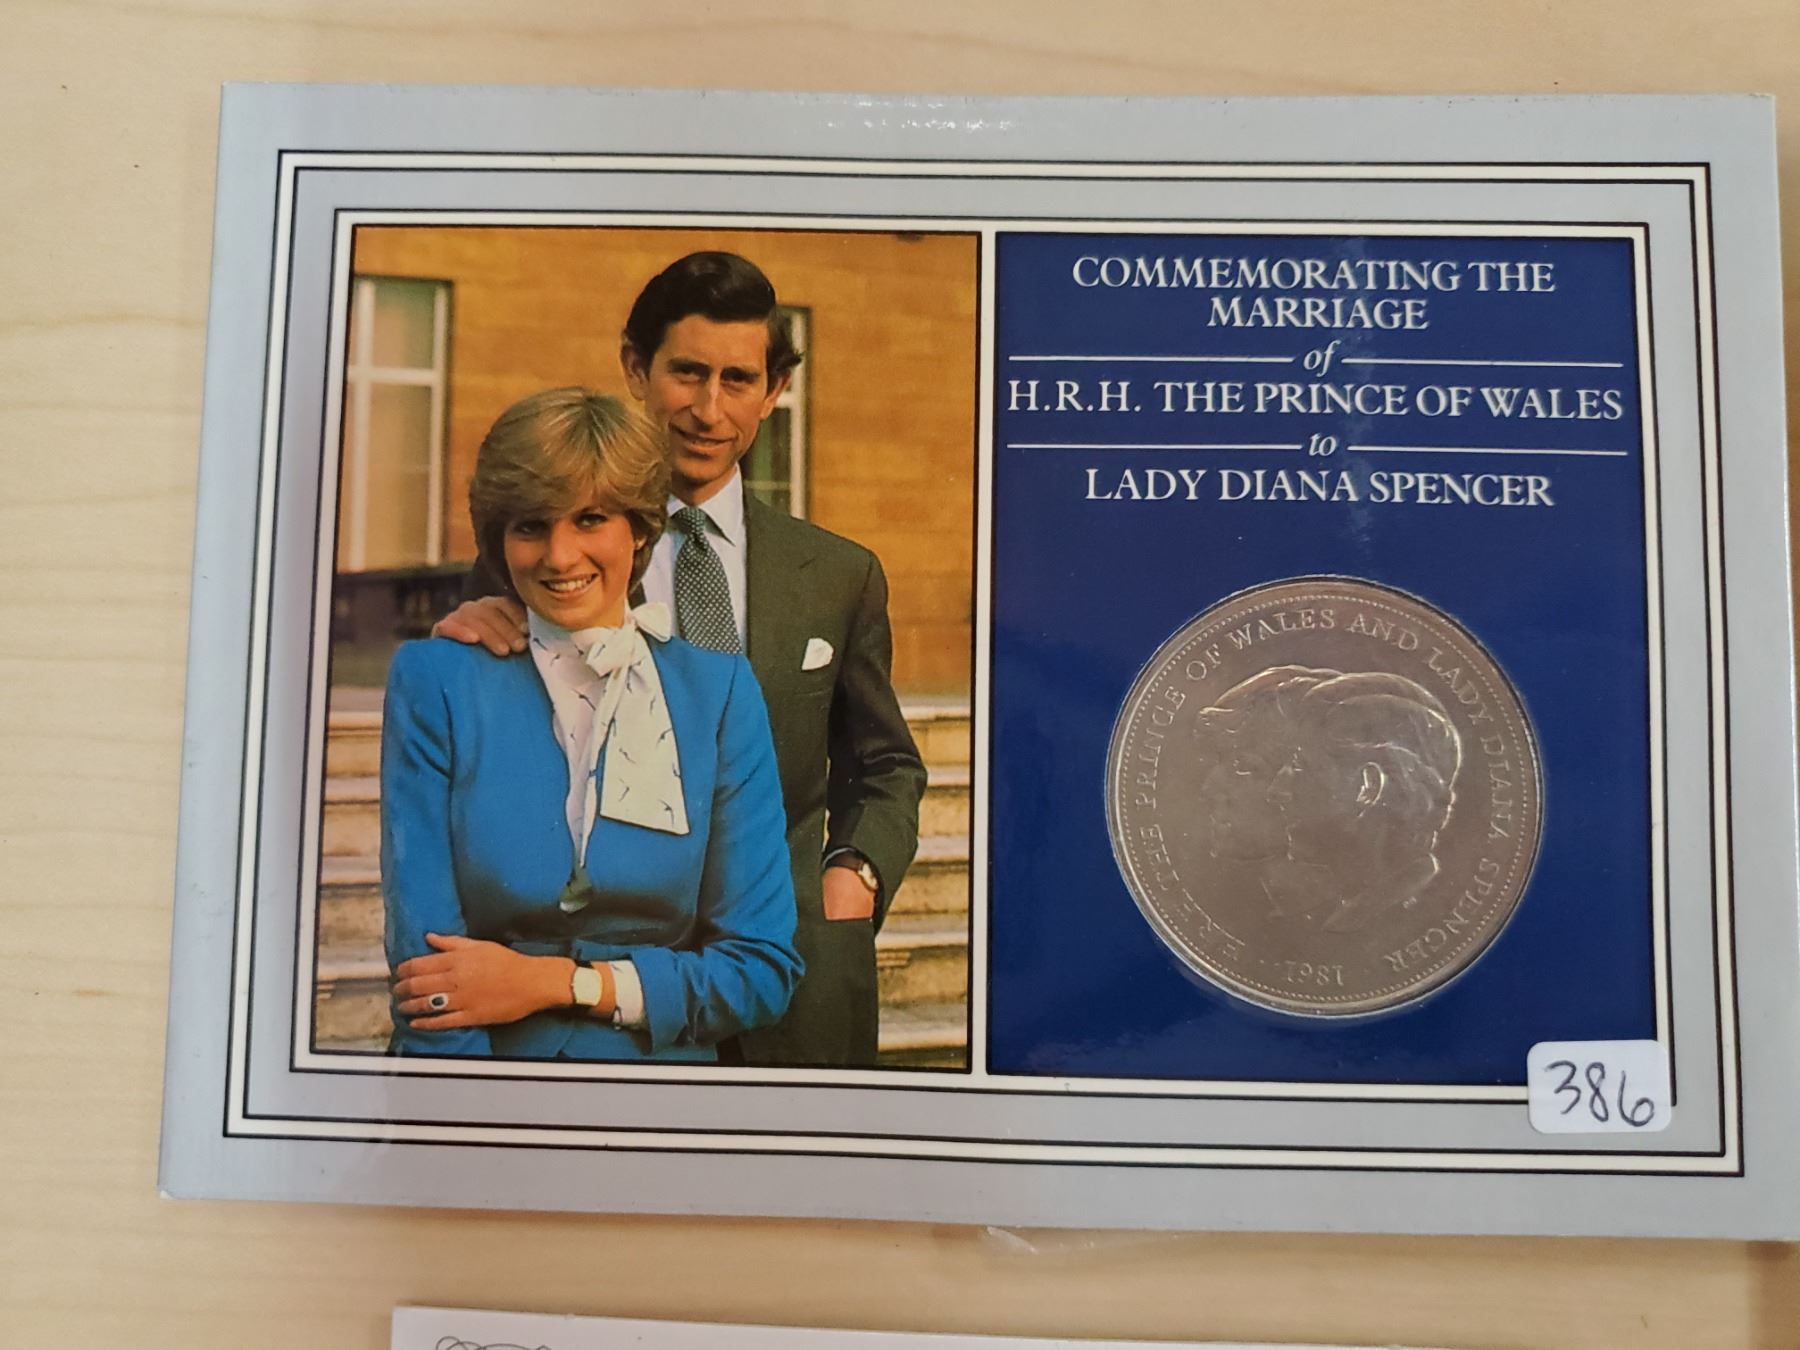 COMMEMORATING THE
MARRIAGE
of
H.R.H. THE PRINCE OF WALES
to
LADY DIANA SPENCER
H.R.H. THE PRINCE OF WALES AND LADY DIANA SPENCER
· 1981 ·
386